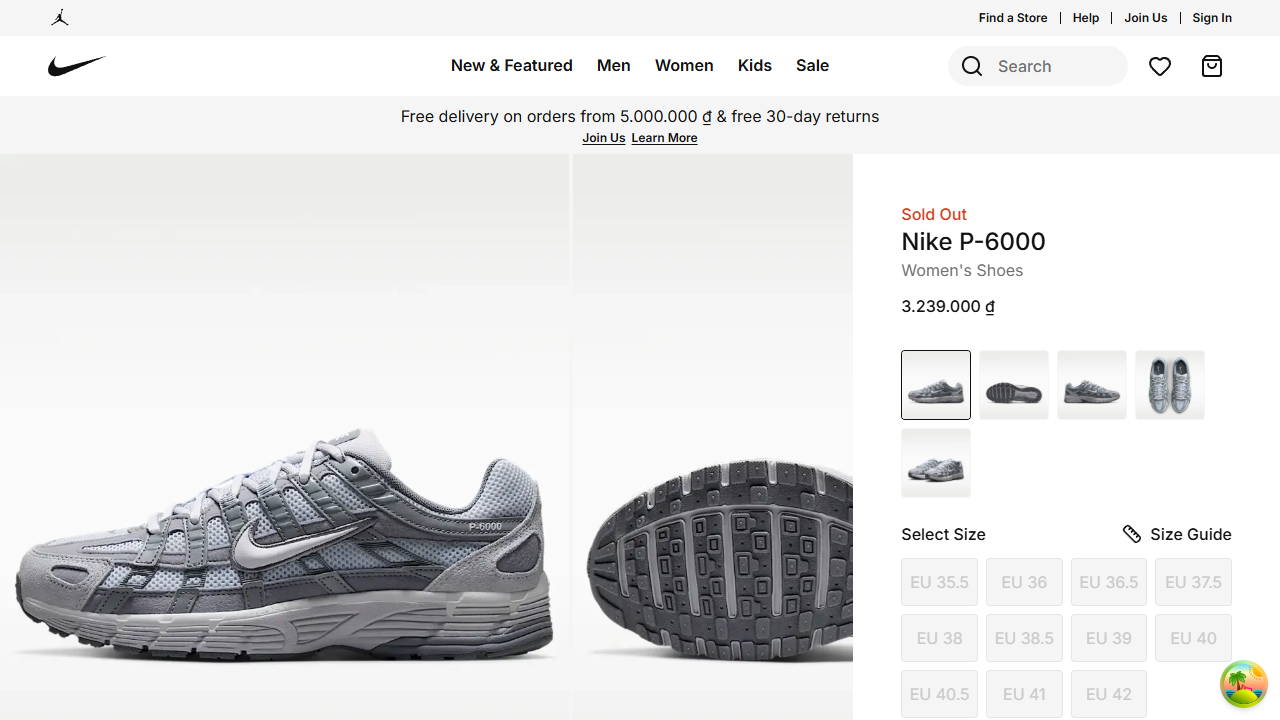 Find a Store
Help
Join Us
Sign In
New & Featured
Men
Women
Kids
Sale
Search
Free delivery on orders from 5.000.000 ₫ & free 30-day returns
Join Us Learn More
Sold Out
Nike P-6000
Women's Shoes
3.239.000 ₫
P-6000
Select Size
Size Guide
EU 35.5
EU 36
EU 36.5
EU 37.5
EU 38
EU 38.5
EU 39
EU 40
EU 40.5
EU 41
EU 42